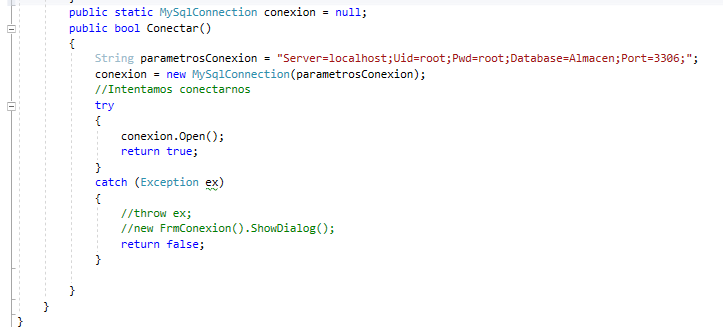 public static MySqlConnection conexion = null;
public bool Conectar()
{
String parametrosConexion = "Server=localhost;Uid=root;Pwd=root;Database=Almacen;Port=3306;";
conexion = new MySqlConnection(parametrosConexion);
//Intentamos conectarnos
try
{
conexion.Open();
return true;
}
catch (Exception ex)
{
//throw ex;
//new FrmConexion().ShowDialog();
return false;
}
}
}
}